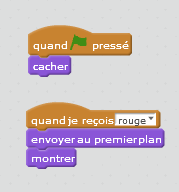 quand pressé
cacher
quand je reçois rouge
envoyer au premier plan
montrer